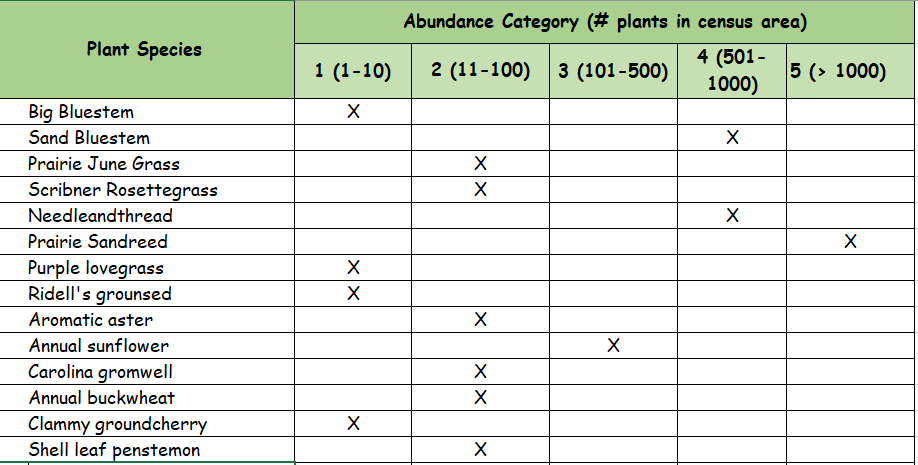 Abundance Category (# plants in census area)
Plant Species
1 (1-10) 2 (11-100) 3 (101-500) 4 (501-1000) 5 (> 1000)
Big Bluestem X
Sand Bluestem X
Prairie June Grass X
Scribner Rosettegrass X
Needleandthread X
Prairie Sandreed X
Purple lovegrass X
Ridell's grounsed X
Aromatic aster X
Annual sunflower X
Carolina gromwell X
Annual buckwheat X
Clammy groundcherry X
Shell leaf penstemon X